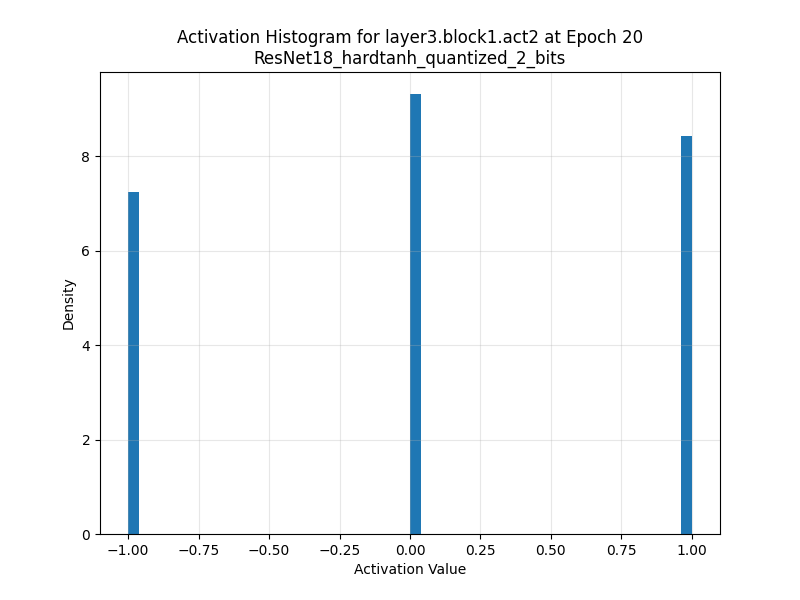 Activation Histogram for layer3.block1.act2 at Epoch 20
ResNet18_hardtanh_quantized_2_bits
Density
8
6
4
2
0
−1.00 −0.75 −0.50 −0.25 0.00 0.25 0.50 0.75 1.00
Activation Value